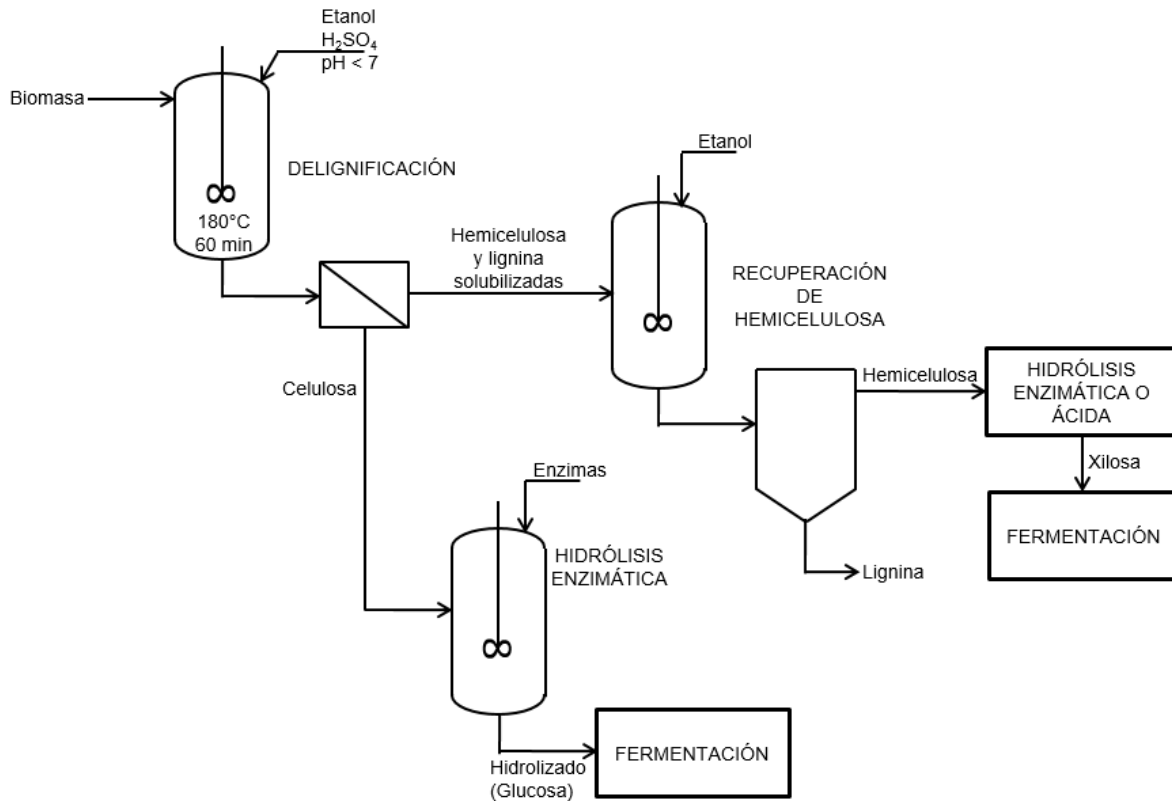 Etanol
H₂SO₄
pH < 7
Biomasa
DELIGNIFICACIÓN
180°C
60 min
Etanol
Hemicelulosa
y lignina
solubilizadas
RECUPERACIÓN
DE
HEMICELULOSA
Celulosa
Hemicelulosa
HIDRÓLISIS
ENZIMÁTICA O
ÁCIDA
Xilosa
FERMENTACIÓN
Lignina
Enzimas
HIDRÓLISIS
ENZIMÁTICA
Hidrolizado
(Glucosa)
FERMENTACIÓN